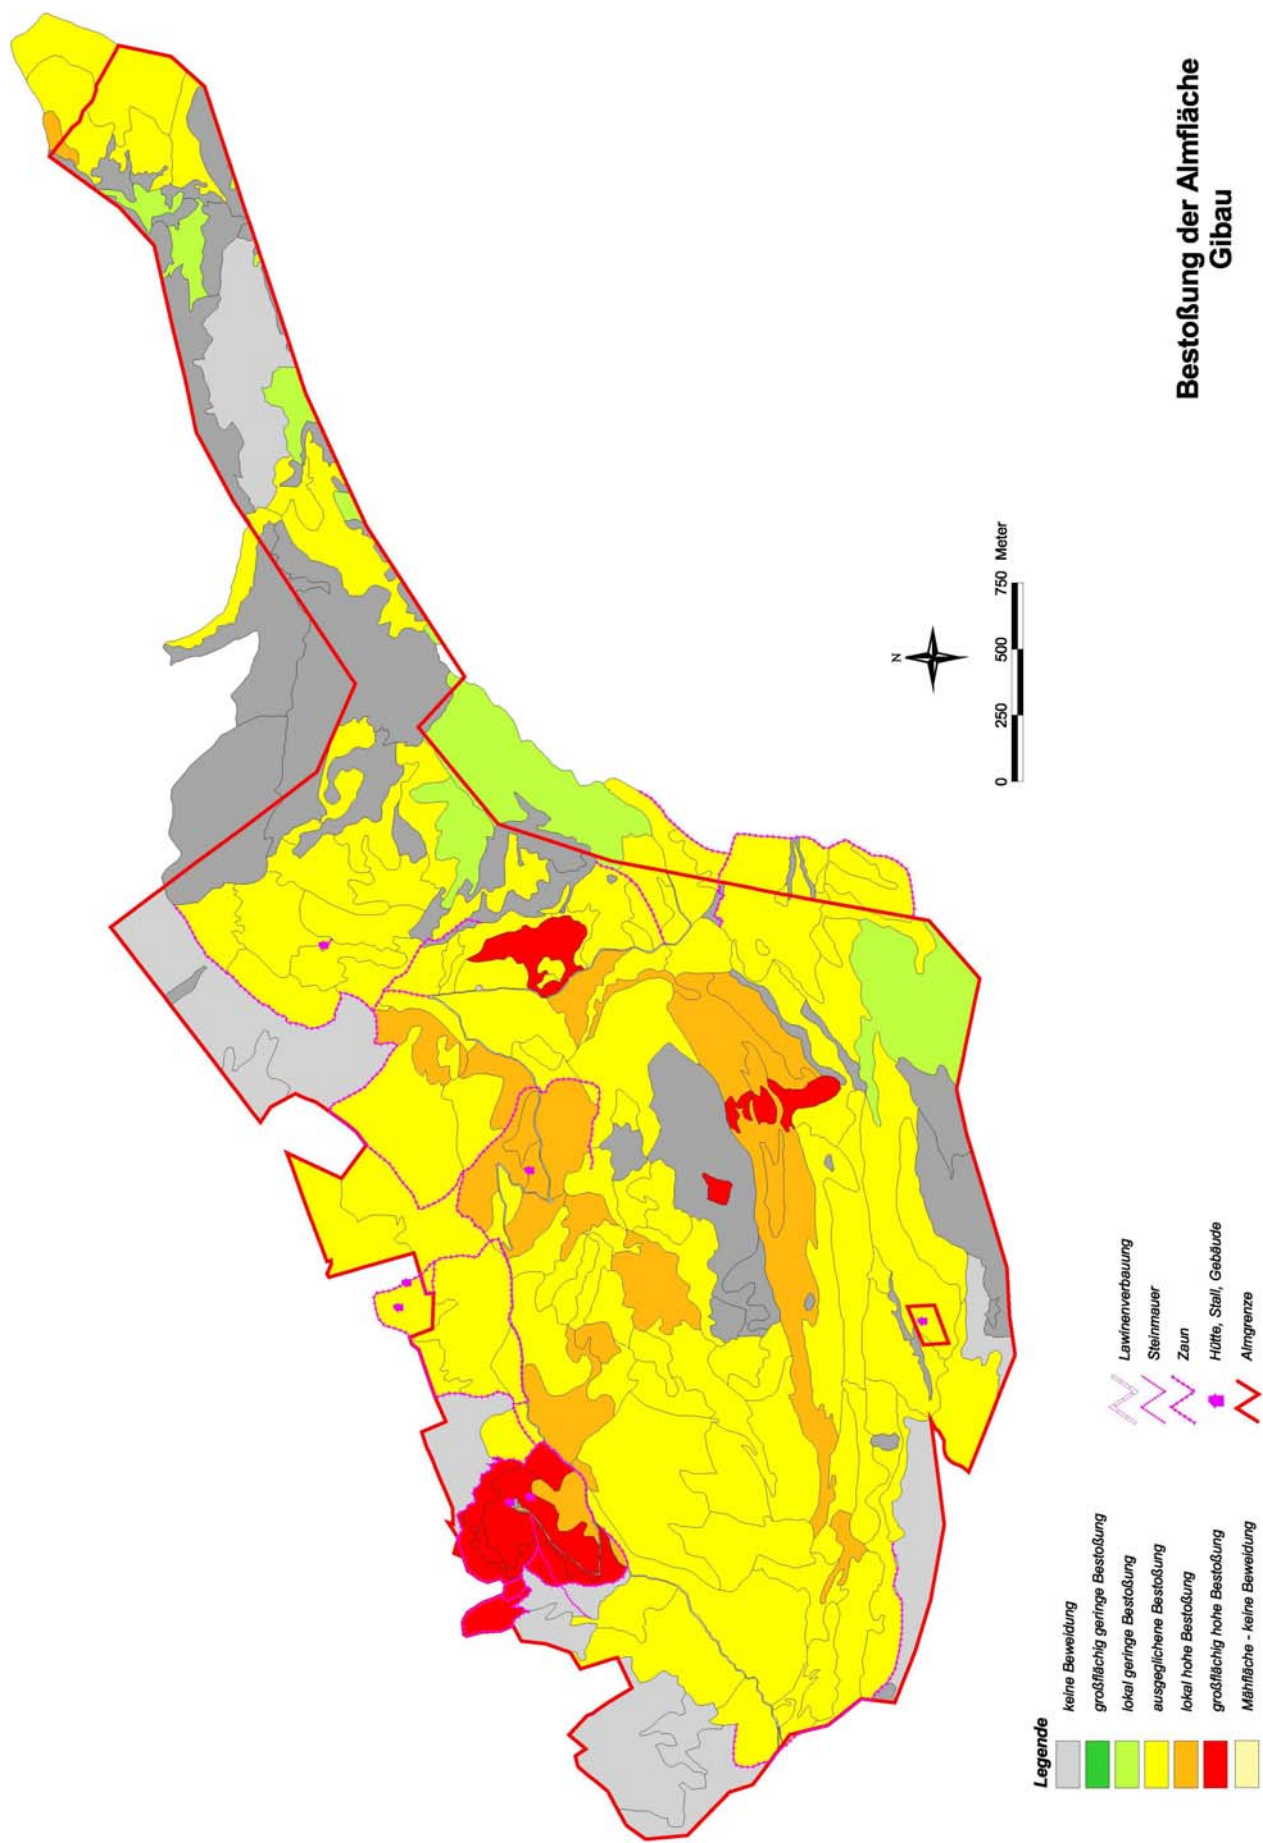 Bestoßung der Almfläche
Gibau
N
0 250 500 750 Meter
Legende
keine Beweidung
großflächig geringe Bestoßung
lokal geringe Bestoßung
ausgeglichene Bestoßung
lokal hohe Bestoßung
großflächig hohe Bestoßung
Mähfläche - keine Beweidung
Lawinenverbauung
Steinmauer
Zaun
Hütte, Stall, Gebäude
Almgrenze